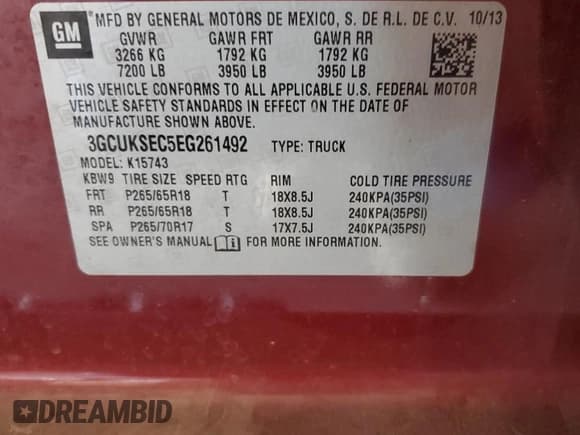 GM MFD BY GENERAL MOTORS DE MEXICO, S. DE R.L. DE C.V. 10/13
GVWR GAWR FRT GAWR RR
3266 KG 1792 KG 1792 KG
7200 LB 3950 LB 3950 LB
THIS VEHICLE CONFORMS TO ALL APPLICABLE U.S. FEDERAL MOTOR
VEHICLE SAFETY STANDARDS IN EFFECT ON THE DATE OF
MANUFACTURE SHOWN ABOVE.
3GCUKSEC5EG261492 TYPE: TRUCK
MODEL: K15743
KBW9 TIRE SIZE SPEED RTG RIM COLD TIRE PRESSURE
FRT P265/65R18 T 18X8.5J 240KPA(35PSI)
RR P265/65R18 T 18X8.5J 240KPA(35PSI)
SPA P265/70R17 S 17X7.5J 240KPA(35PSI)
SEE OWNER'S MANUAL FOR MORE INFORMATION.
DREAMBID